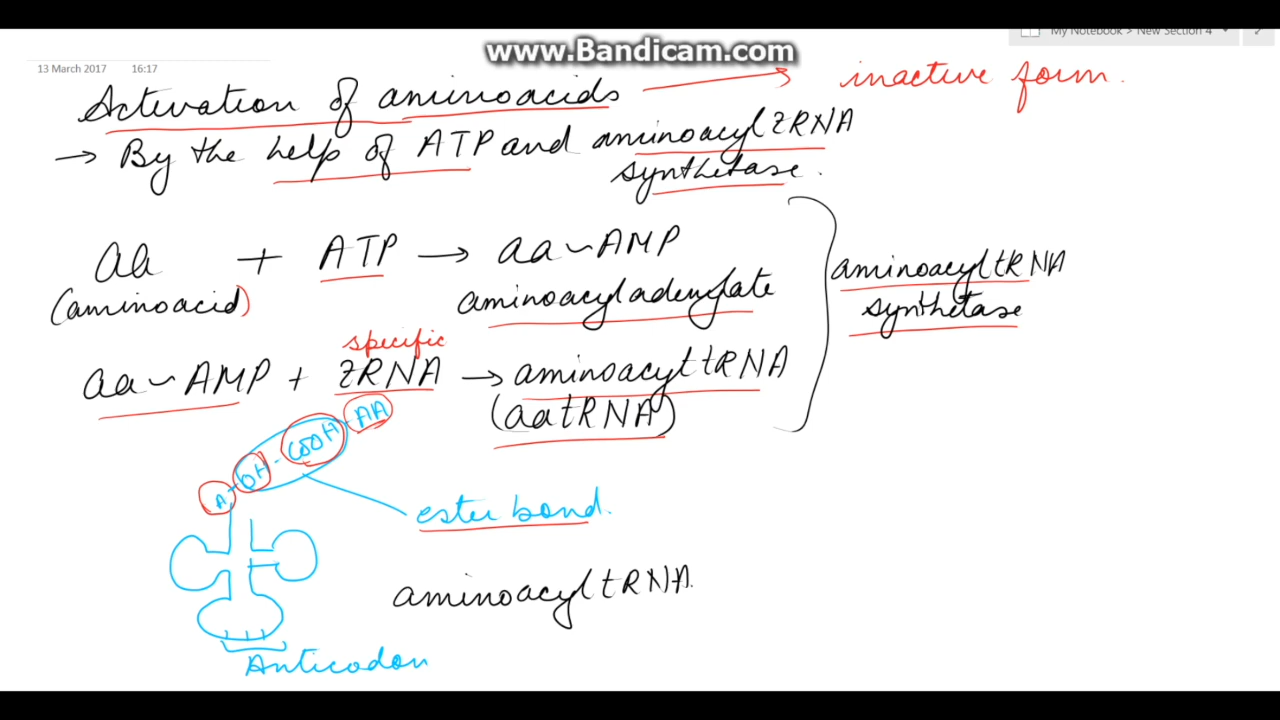 www.Bandicam.com
My Notebook > New Section 4
13 March 2017 16:17
Activation of aminoacids → inactive form.
→ By the help of ATP and aminoacyl tRNA
synthetase.
aa + ATP → aa~AMP
(aminoacid) aminoacyladenylate
aminoacyl tRNA
synthetase
specific
aa~AMP + tRNA → aminoacyl tRNA
(aatRNA)
A-OH-COOH-AA
ester bond.
aminoacyl tRNA.
Anticodon